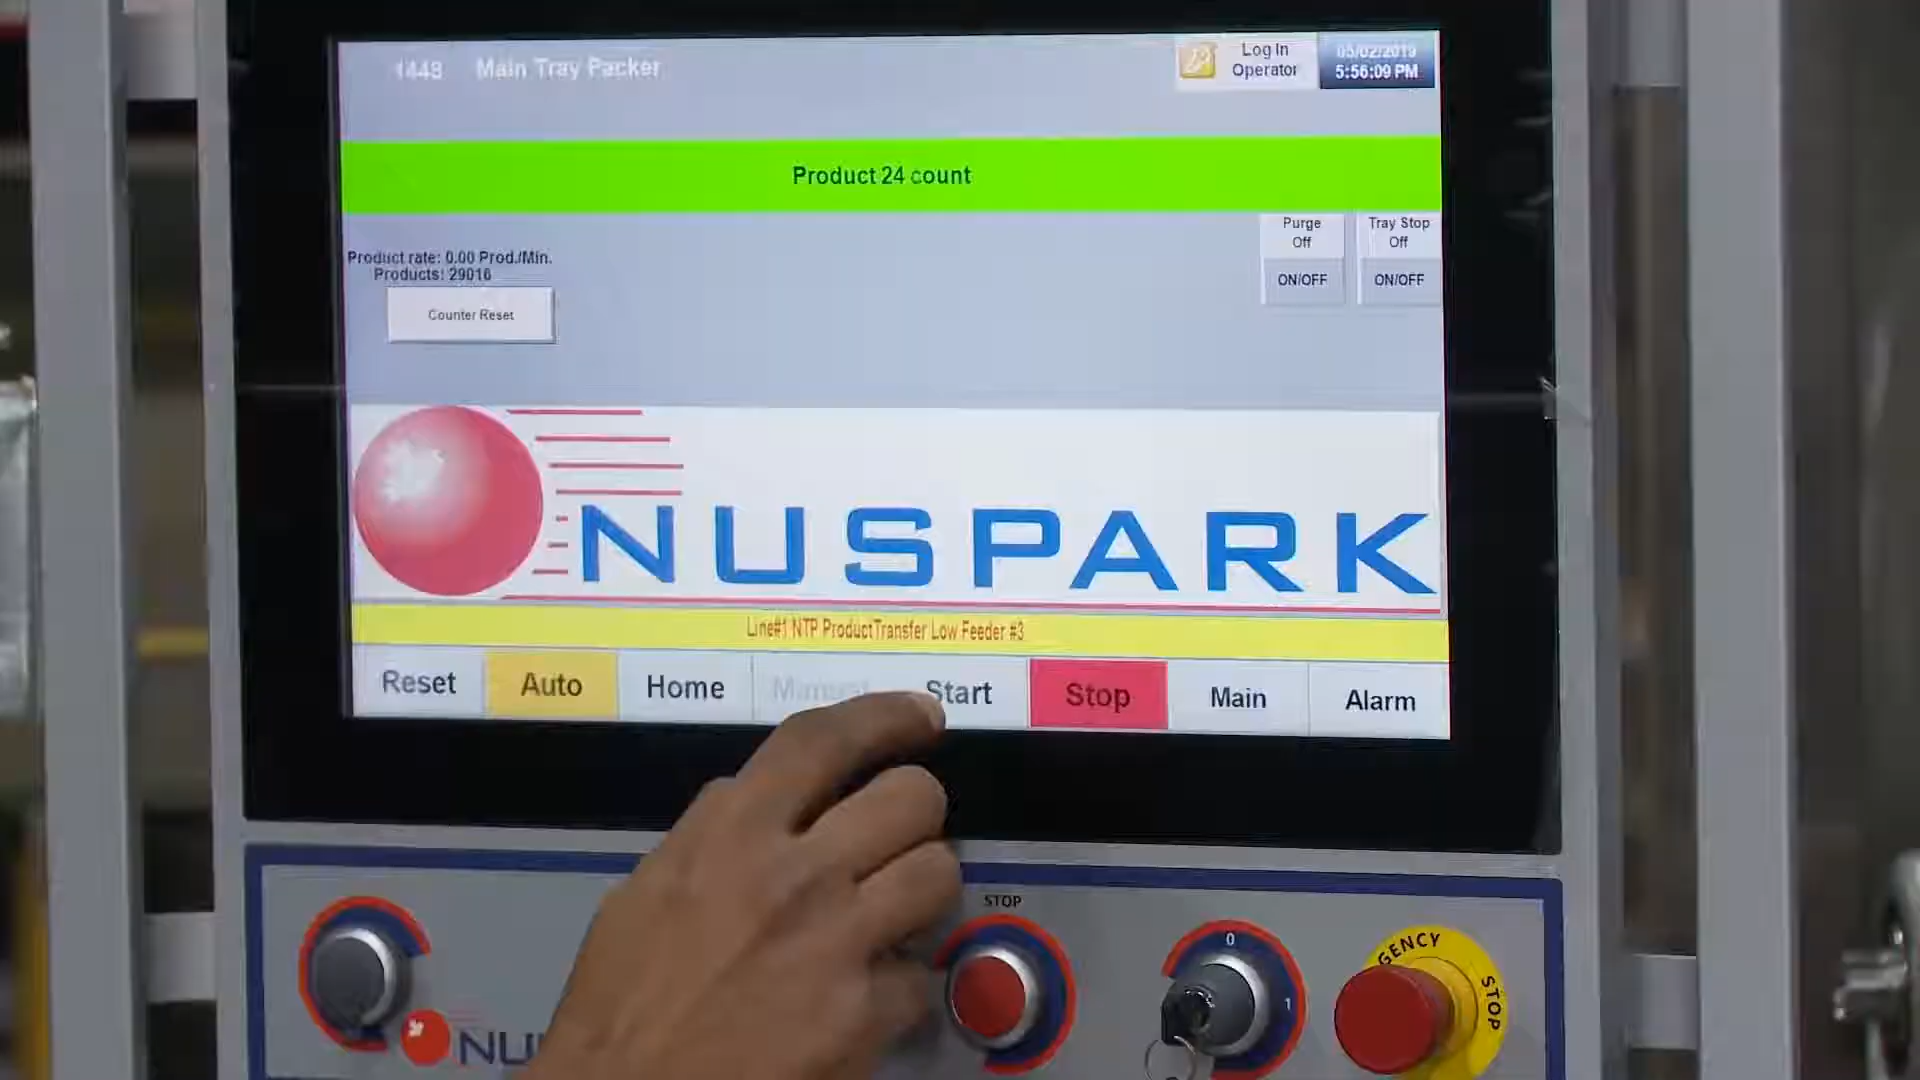 1448 Main Tray Packer
Log In
Operator
05/02/2019
5:56:09 PM
Product 24 count
Purge
Off
ON/OFF
Tray Stop
Off
ON/OFF
Product rate: 0.00 Prod./Min.
Products: 29016
Counter Reset
NUSPARK
Line#1 NTP ProductTransfer Low Feeder #3
Reset
Auto
Home
Manual
Start
Stop
Main
Alarm
STOP
0
1
GENCY
STOP
NU